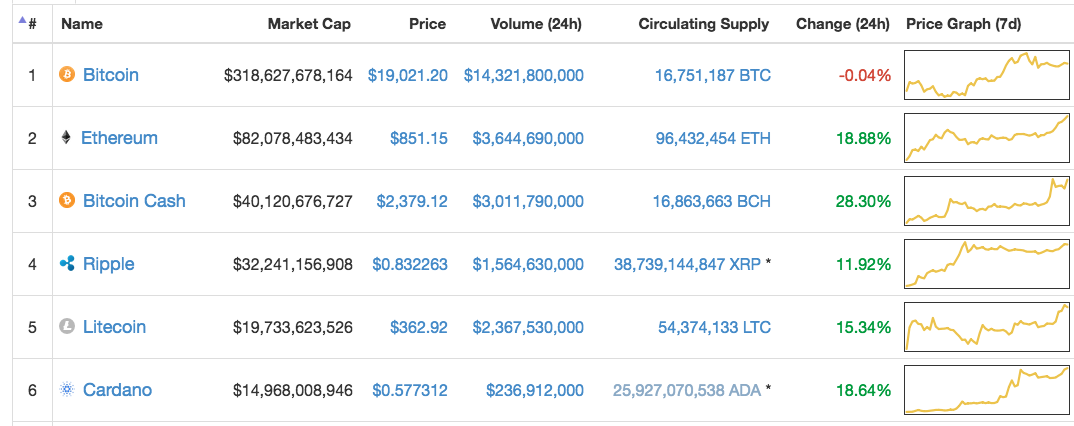 # Name Market Cap Price Volume (24h) Circulating Supply Change (24h) Price Graph (7d)
1 Bitcoin $318,627,678,164 $19,021.20 $14,321,800,000 16,751,187 BTC -0.04%
2 Ethereum $82,078,483,434 $851.15 $3,644,690,000 96,432,454 ETH 18.88%
3 Bitcoin Cash $40,120,676,727 $2,379.12 $3,011,790,000 16,863,663 BCH 28.30%
4 Ripple $32,241,156,908 $0.832263 $1,564,630,000 38,739,144,847 XRP * 11.92%
5 Litecoin $19,733,623,526 $362.92 $2,367,530,000 54,374,133 LTC 15.34%
6 Cardano $14,968,008,946 $0.577312 $236,912,000 25,927,070,538 ADA * 18.64%